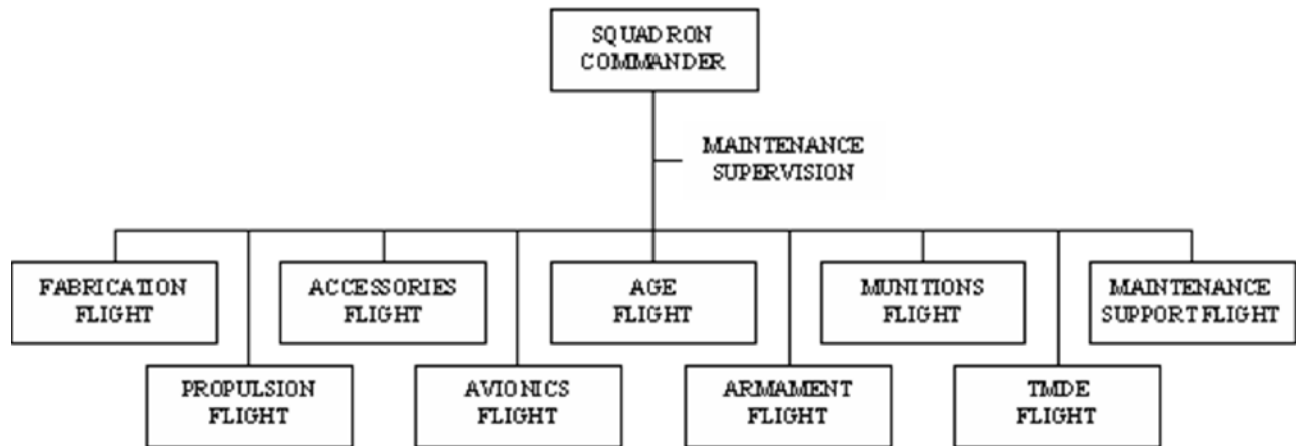 SQUADRON
COMMANDER
MAINTENANCE
SUPERVISION
FABRICATION
FLIGHT
ACCESSORIES
FLIGHT
AGE
FLIGHT
MUNITIONS
FLIGHT
MAINTENANCE
SUPPORT FLIGHT
PROPULSION
FLIGHT
AVIONICS
FLIGHT
ARMAMENT
FLIGHT
TMDE
FLIGHT